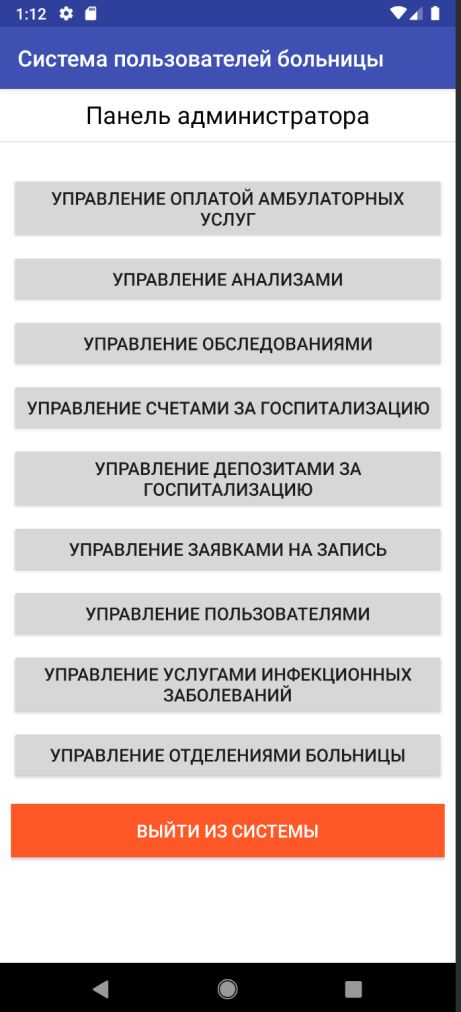 1:12
Система пользователей больницы
Панель администратора
УПРАВЛЕНИЕ ОПЛАТОЙ АМБУЛАТОРНЫХ
УСЛУГ
УПРАВЛЕНИЕ АНАЛИЗАМИ
УПРАВЛЕНИЕ ОБСЛЕДОВАНИЯМИ
УПРАВЛЕНИЕ СЧЕТАМИ ЗА ГОСПИТАЛИЗАЦИЮ
УПРАВЛЕНИЕ ДЕПОЗИТАМИ ЗА
ГОСПИТАЛИЗАЦИЮ
УПРАВЛЕНИЕ ЗАЯВКАМИ НА ЗАПИСЬ
УПРАВЛЕНИЕ ПОЛЬЗОВАТЕЛЯМИ
УПРАВЛЕНИЕ УСЛУГАМИ ИНФЕКЦИОННЫХ
ЗАБОЛЕВАНИЙ
УПРАВЛЕНИЕ ОТДЕЛЕНИЯМИ БОЛЬНИЦЫ
ВЫЙТИ ИЗ СИСТЕМЫ